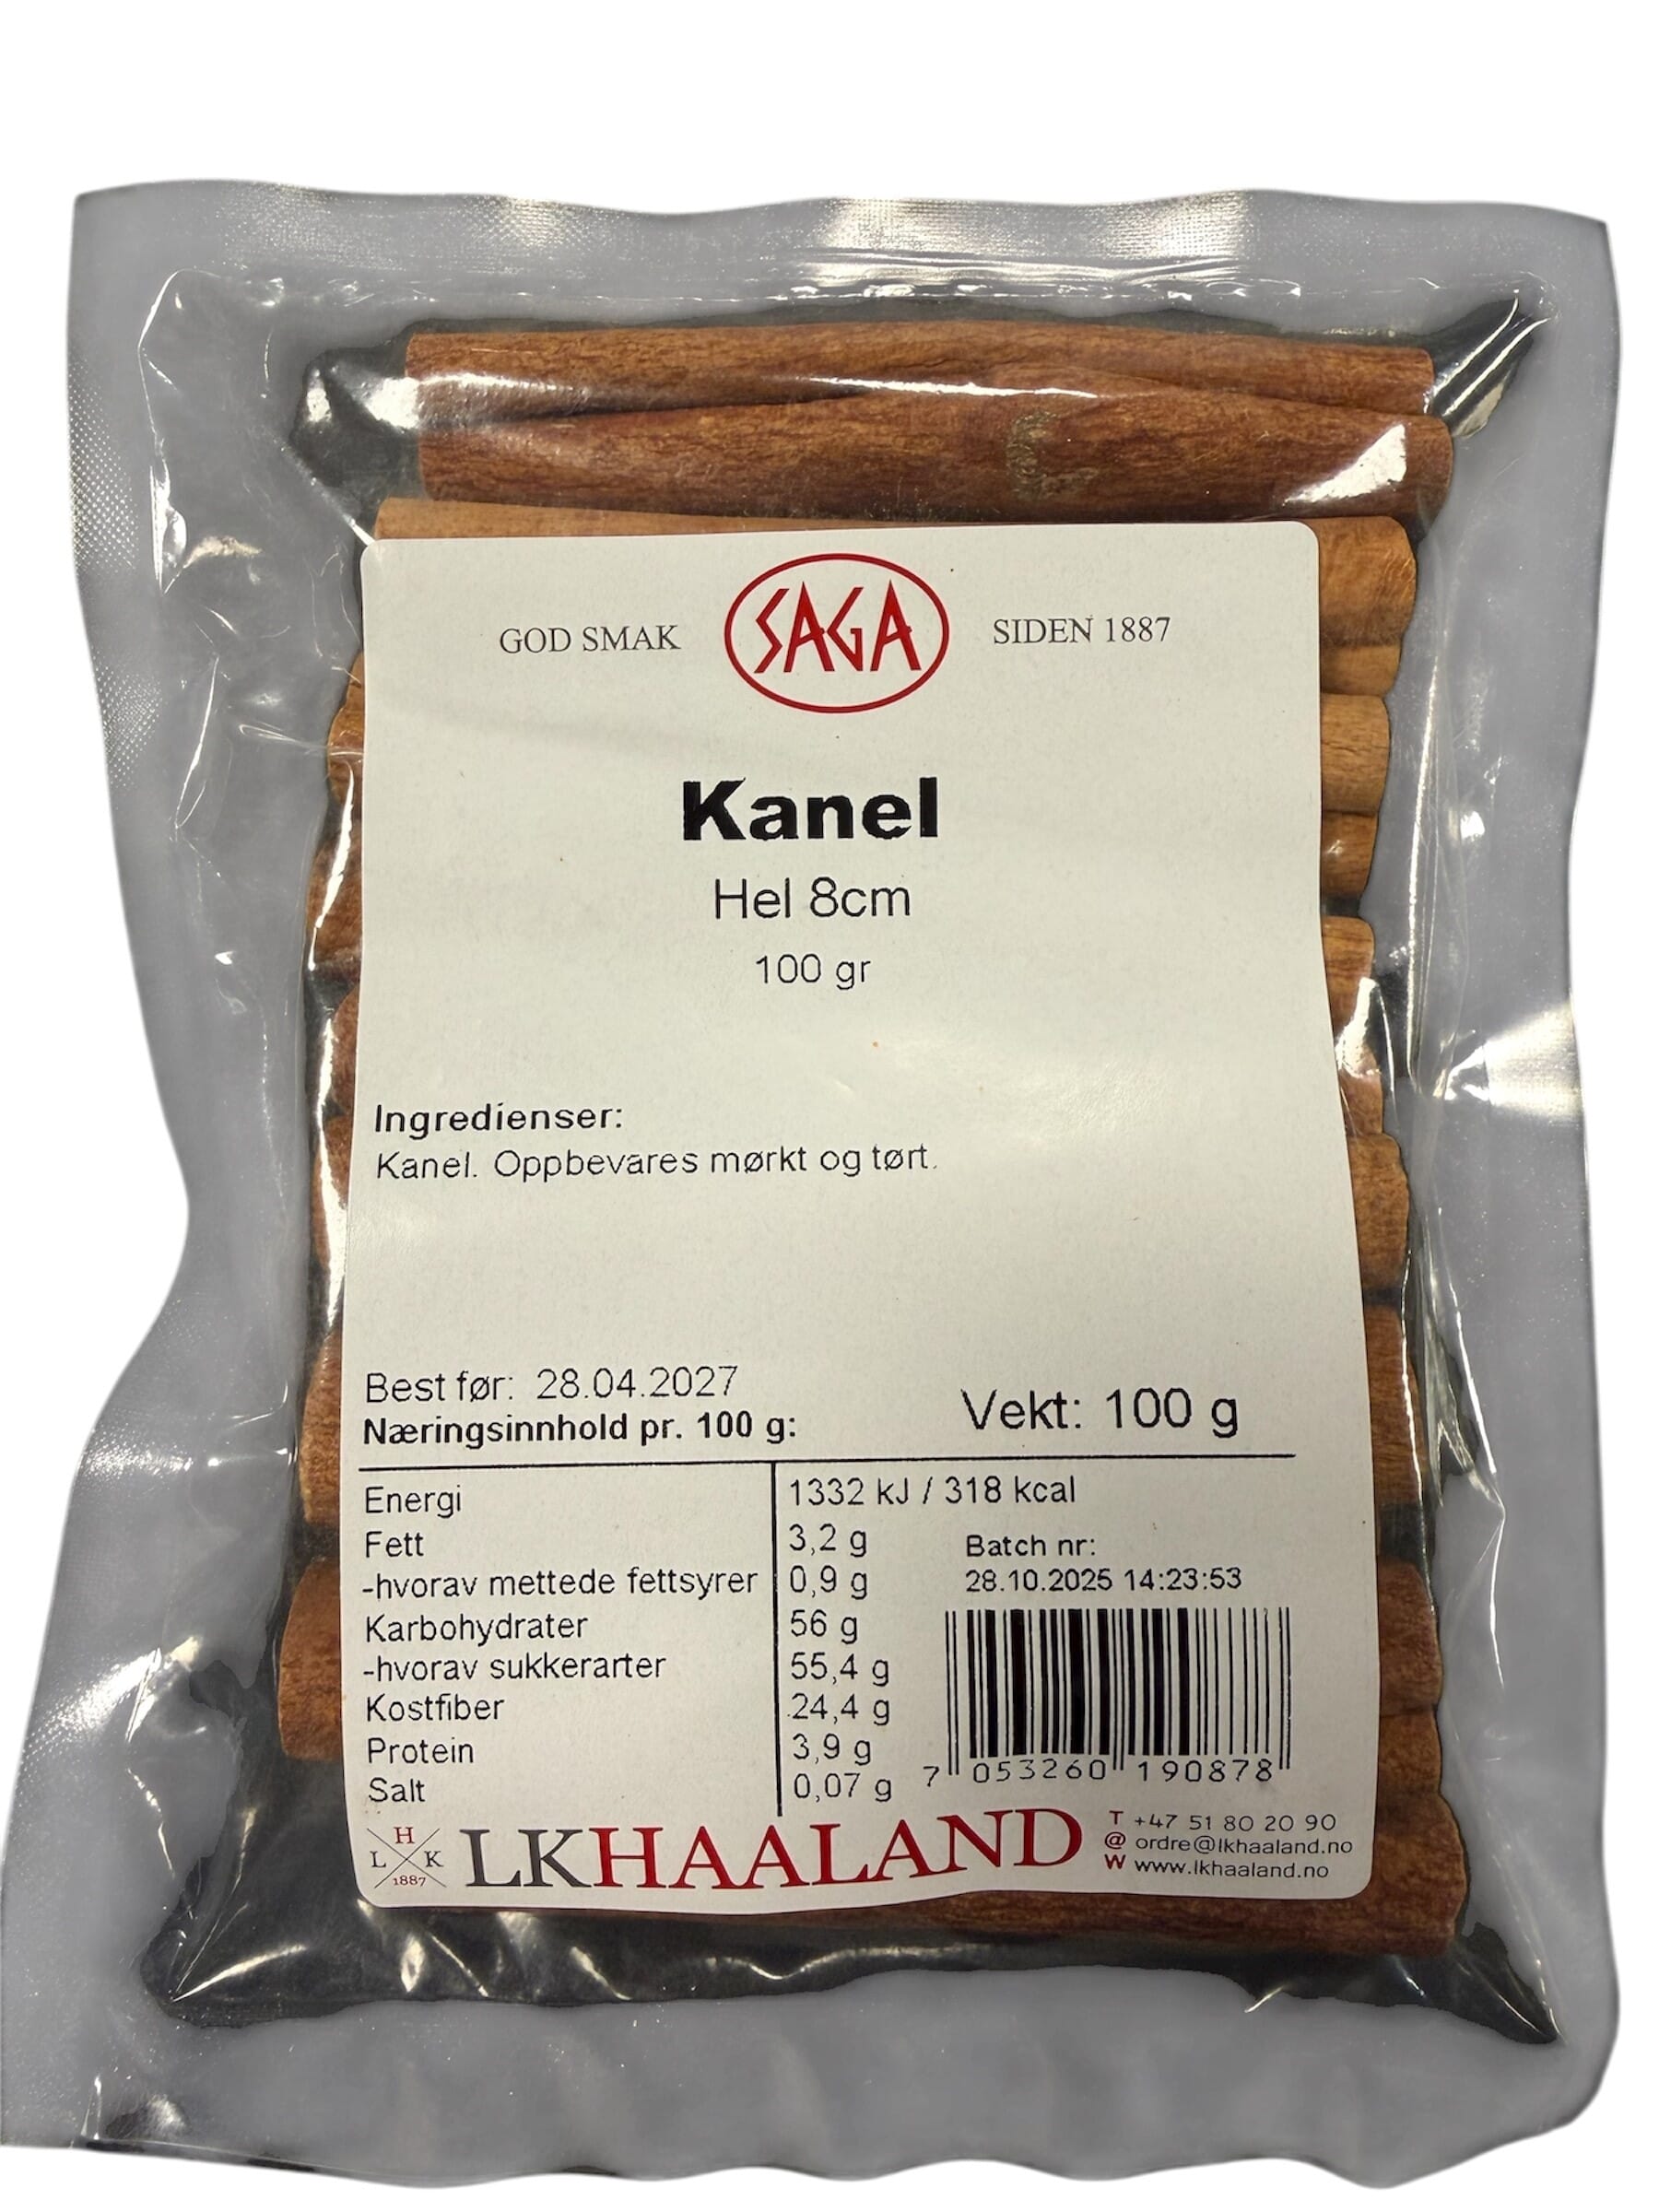 GOD SMAK SAGA SIDEN 1887
Kanel
Hel 8cm
100 gr
Ingredienser:
Kanel. Oppbevares mørkt og tørt.
Best før: 28.04.2027
Næringsinnhold pr. 100 g:
Vekt: 100 g
Energi 1332 kJ / 318 kcal
Fett 3,2 g
-hvorav mettede fettsyrer 0,9 g
Karbohydrater 56 g
-hvorav sukkerarter 55,4 g
Kostfiber 24,4 g
Protein 3,9 g
Salt 0,07 g
Batch nr:
28.10.2025 14:23:53
7 053260 190878
H
L K
1887
LKHAALAND
T +47 51 80 20 90
@ ordre@lkhaaland.no
W www.lkhaaland.no